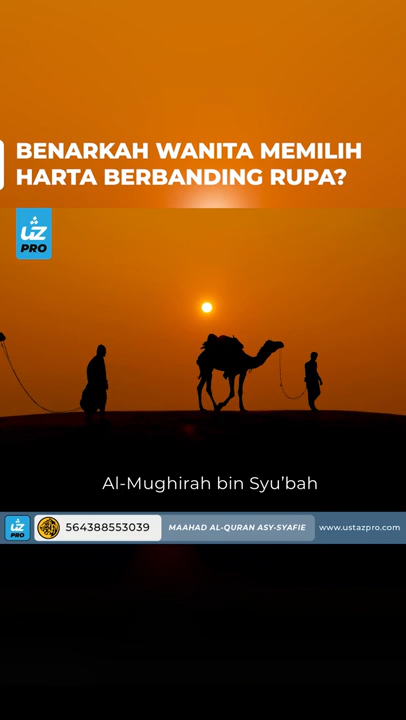 BENARKAH WANITA MEMILIH
HARTA BERBANDING RUPA?
UZ
PRO
Al-Mughirah bin Syu’bah
UZ
PRO
564388553039
MAAHAD AL-QURAN ASY-SYAFIE
www.ustazpro.com